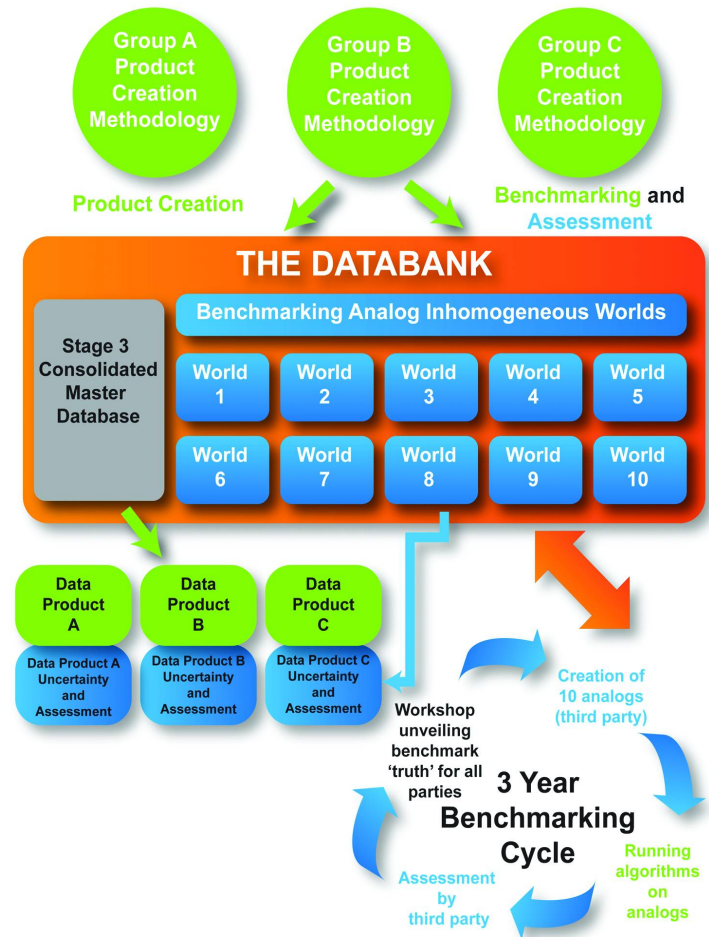 Group A
Product
Creation
Methodology
Group B
Product
Creation
Methodology
Group C
Product
Creation
Methodology
Product Creation
Benchmarking and
Assessment
THE DATABANK
Stage 3
Consolidated
Master
Database
Benchmarking Analog Inhomogeneous Worlds
World
1
World
2
World
3
World
4
World
5
World
6
World
7
World
8
World
9
World
10
Data
Product
A
Data
Product
B
Data
Product
C
Data Product A
Uncertainty
and
Assessment
Data Product B
Uncertainty
and
Assessment
Data Product C
Uncertainty
and
Assessment
Workshop
unveiling
benchmark
‘truth’ for all
parties
Creation of
10 analogs
(third party)
3 Year
Benchmarking
Cycle
Running
algorithms
on
analogs
Assessment
by
third party